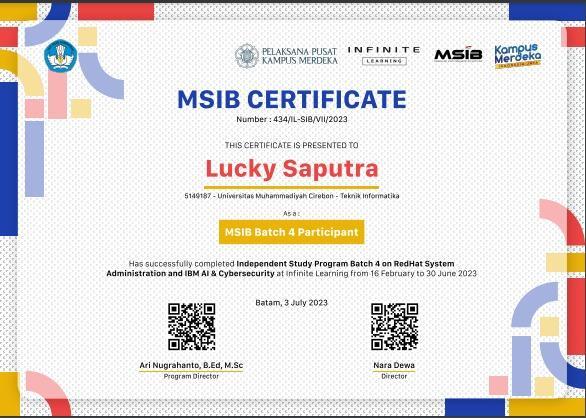 PELAKSANA PUSAT
KAMPUS MERDEKA
INFINITE
LEARNING
MSIB
Kampus
Merdeka
INDONESIA JAYA
MSIB CERTIFICATE
Number : 434/IL-SIB/VII/2023
THIS CERTIFICATE IS PRESENTED TO
Lucky Saputra
5149187 - Universitas Muhammadiyah Cirebon - Teknik Informatika
As a :
MSIB Batch 4 Participant
Has successfully completed Independent Study Program Batch 4 on RedHat System
Administration and IBM AI & Cybersecurity at Infinite Learning from 16 February to 30 June 2023
Batam, 3 July 2023
Ari Nugrahanto, B.Ed, M.Sc
Program Director
Nara Dewa
Director